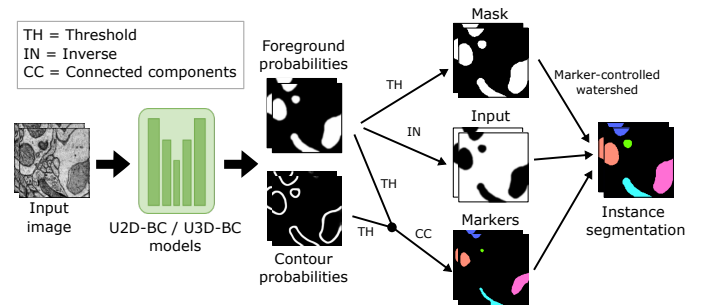 TH = Threshold
IN = Inverse
CC = Connected components
Input
image
U2D-BC / U3D-BC
models
Foreground
probabilities
Contour
probabilities
TH
IN
TH
TH
CC
Mask
Input
Markers
Marker-controlled
watershed
Instance
segmentation